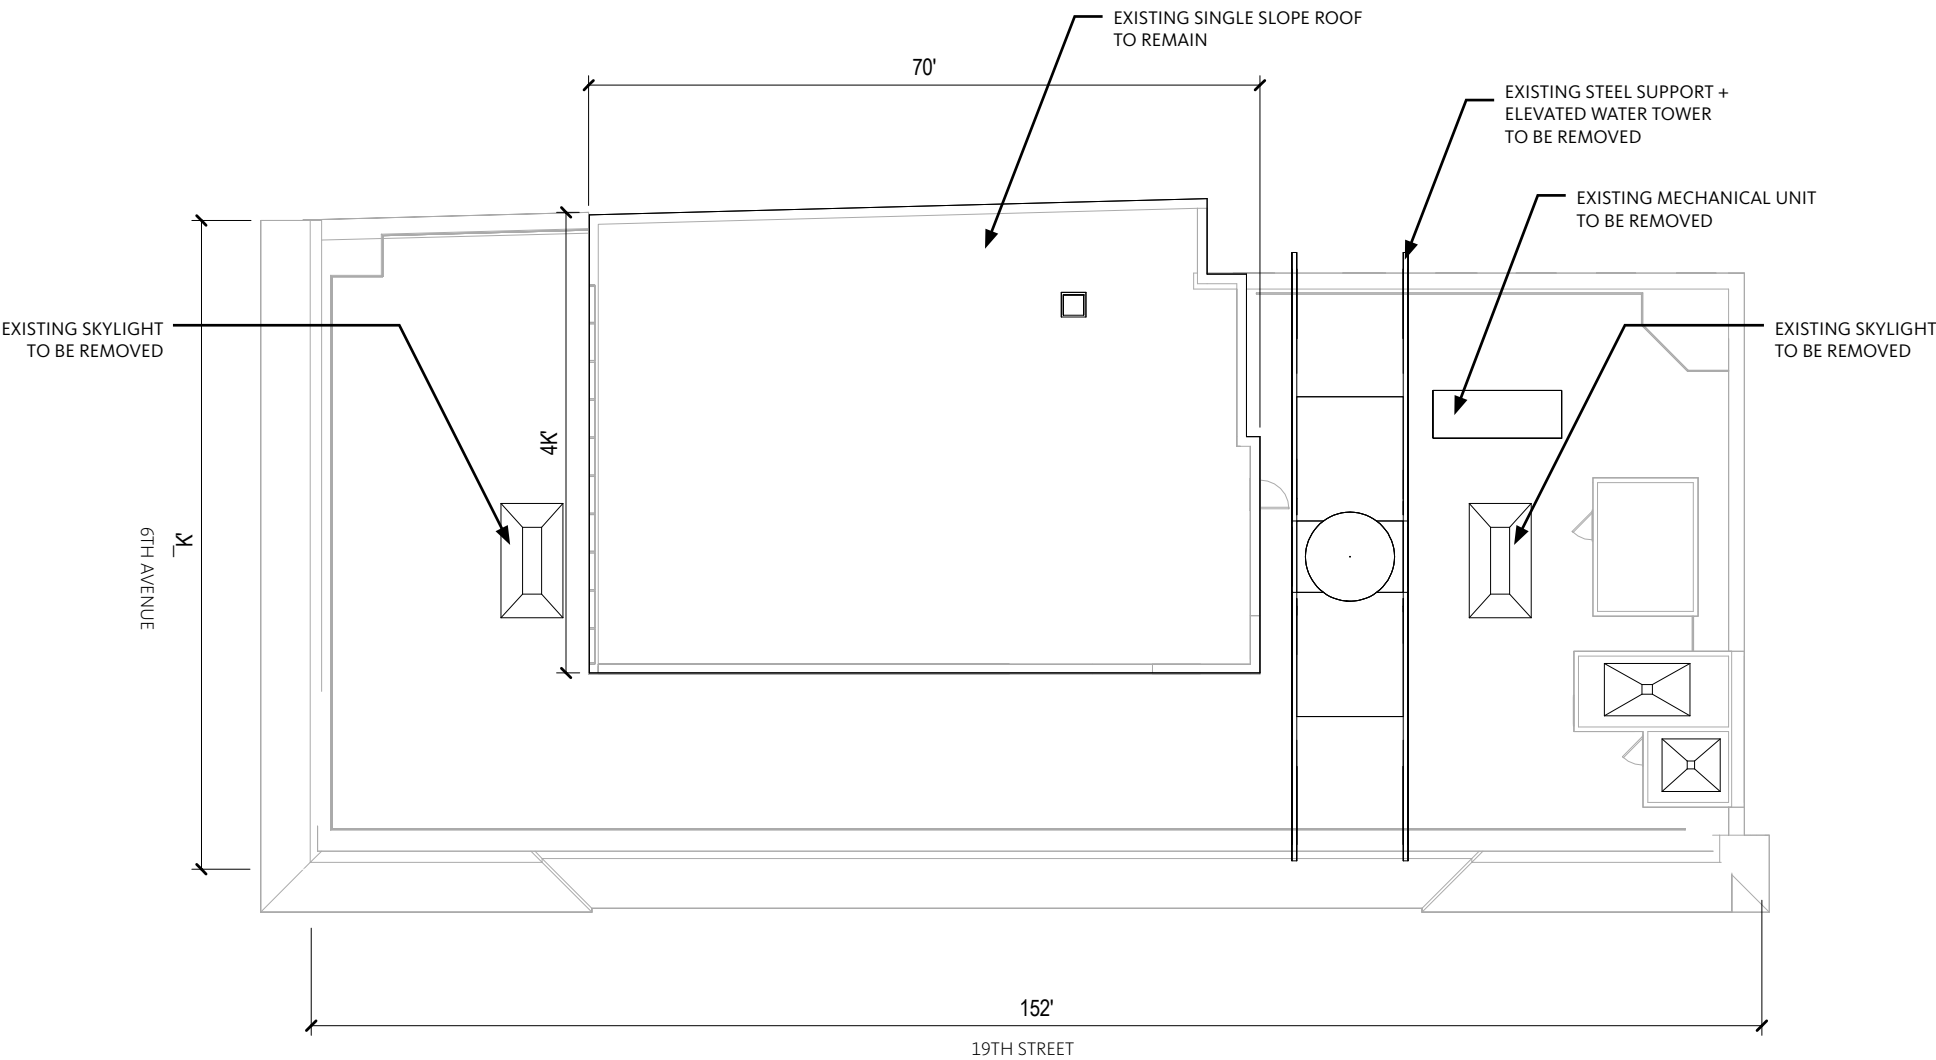 EXISTING SINGLE SLOPE ROOF
TO REMAIN
70'
EXISTING STEEL SUPPORT +
ELEVATED WATER TOWER
TO BE REMOVED
EXISTING MECHANICAL UNIT
TO BE REMOVED
EXISTING SKYLIGHT
TO BE REMOVED
EXISTING SKYLIGHT
TO BE REMOVED
6TH AVENUE
152'
19TH STREET